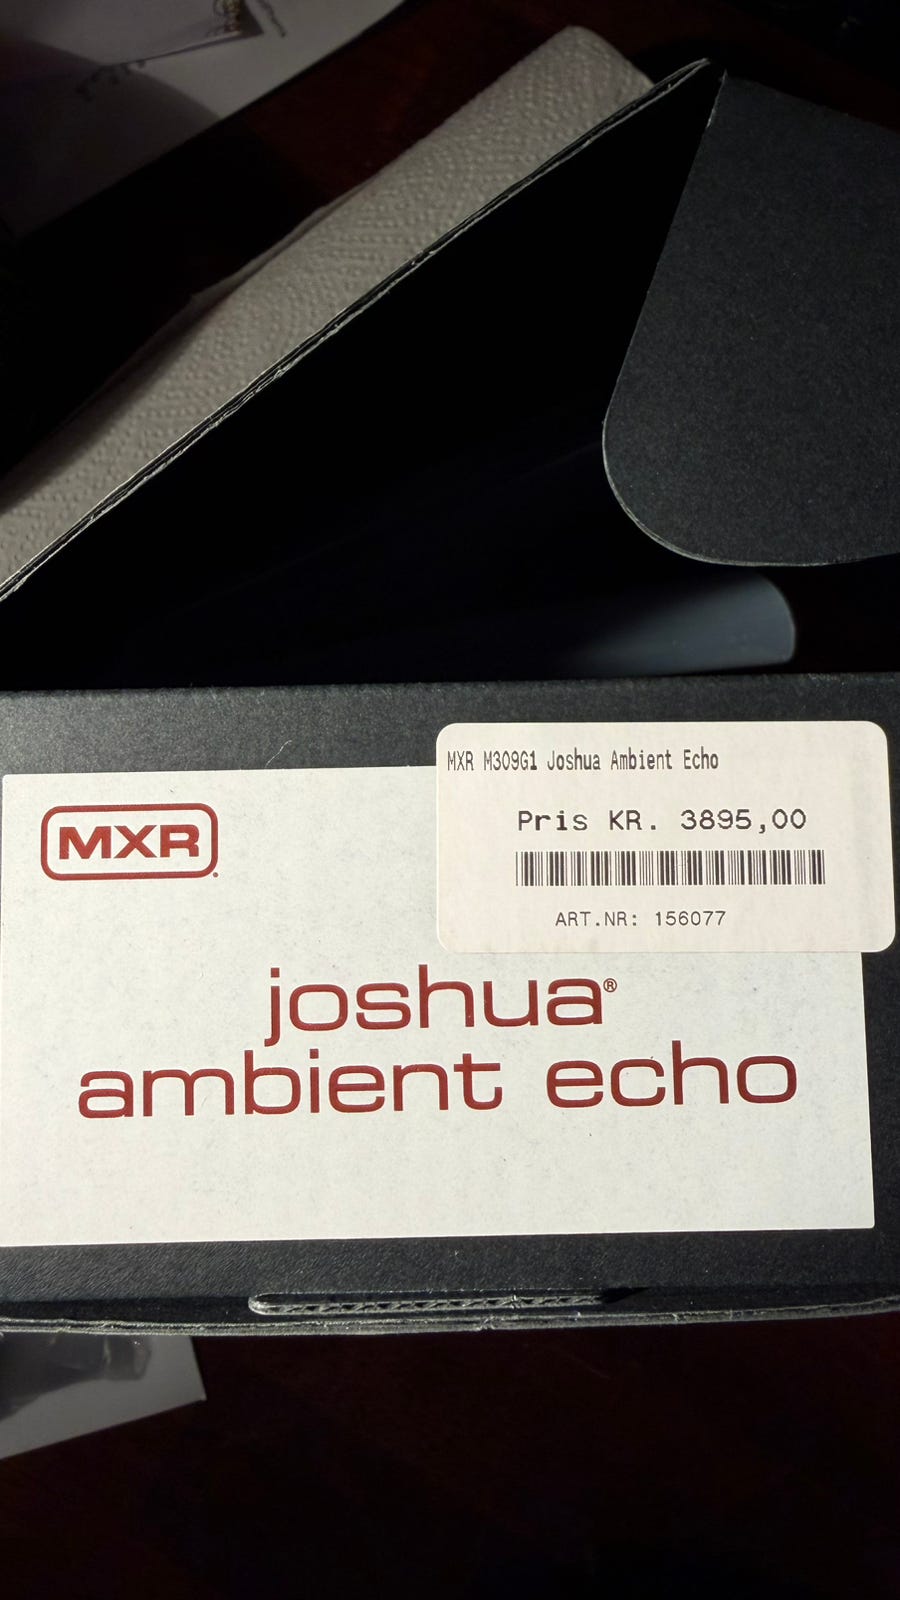 MXR M309G1 Joshua Ambient Echo
Pris KR. 3895,00
ART.NR: 156077
MXR
joshua®
ambient echo